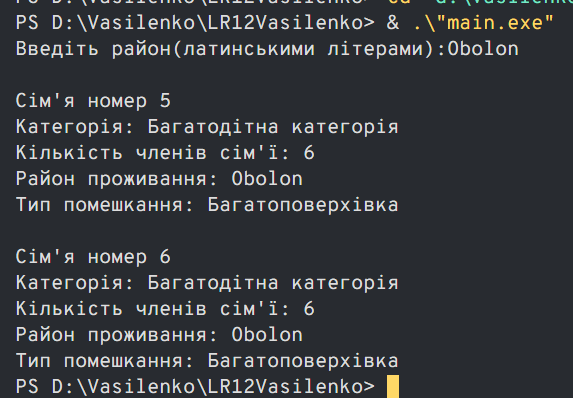 PS D:\Vasilenko\LR12Vasilenko> & .\"main.exe"
Введіть район(латинськими літерами):Obolon
Сім'я номер 5
Категорія: Багатодітна категорія
Кількість членів сім'ї: 6
Район проживання: Obolon
Тип помешкання: Багатоповерхівка
Сім'я номер 6
Категорія: Багатодітна категорія
Кількість членів сім'ї: 6
Район проживання: Obolon
Тип помешкання: Багатоповерхівка
PS D:\Vasilenko\LR12Vasilenko>